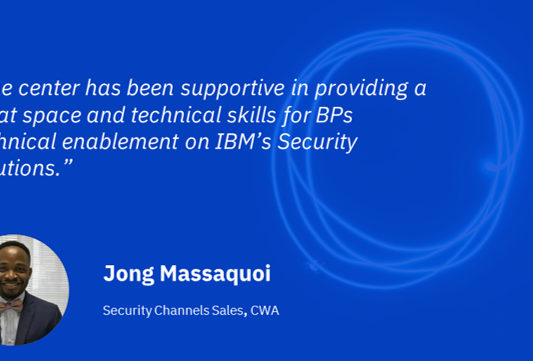 e center has been supportive in providing a
at space and technical skills for BPs
hnical enablement on IBM’s Security
utions.”
Jong Massaquoi
Security Channels Sales, CWA